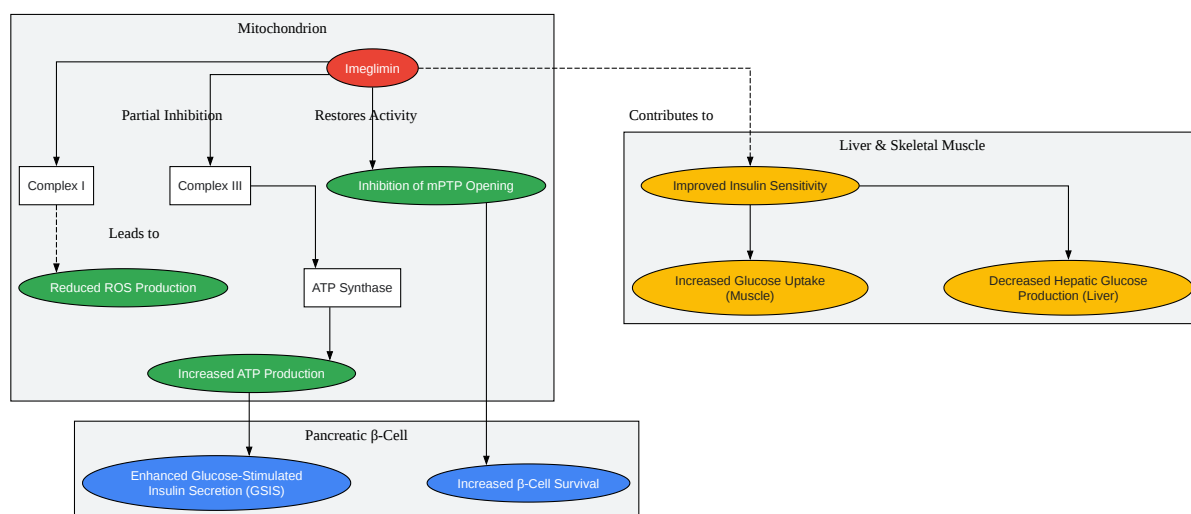 Mitochondrion
Imeglimin
Partial Inhibition
Restores Activity
Contributes to
Liver & Skeletal Muscle
Complex I
Complex III
Inhibition of mPTP Opening
Improved Insulin Sensitivity
Leads to
Reduced ROS Production
ATP Synthase
Increased Glucose Uptake
(Muscle)
Decreased Hepatic Glucose
Production (Liver)
Increased ATP Production
Pancreatic β-Cell
Enhanced Glucose-Stimulated
Insulin Secretion (GSIS)
Increased β-Cell Survival